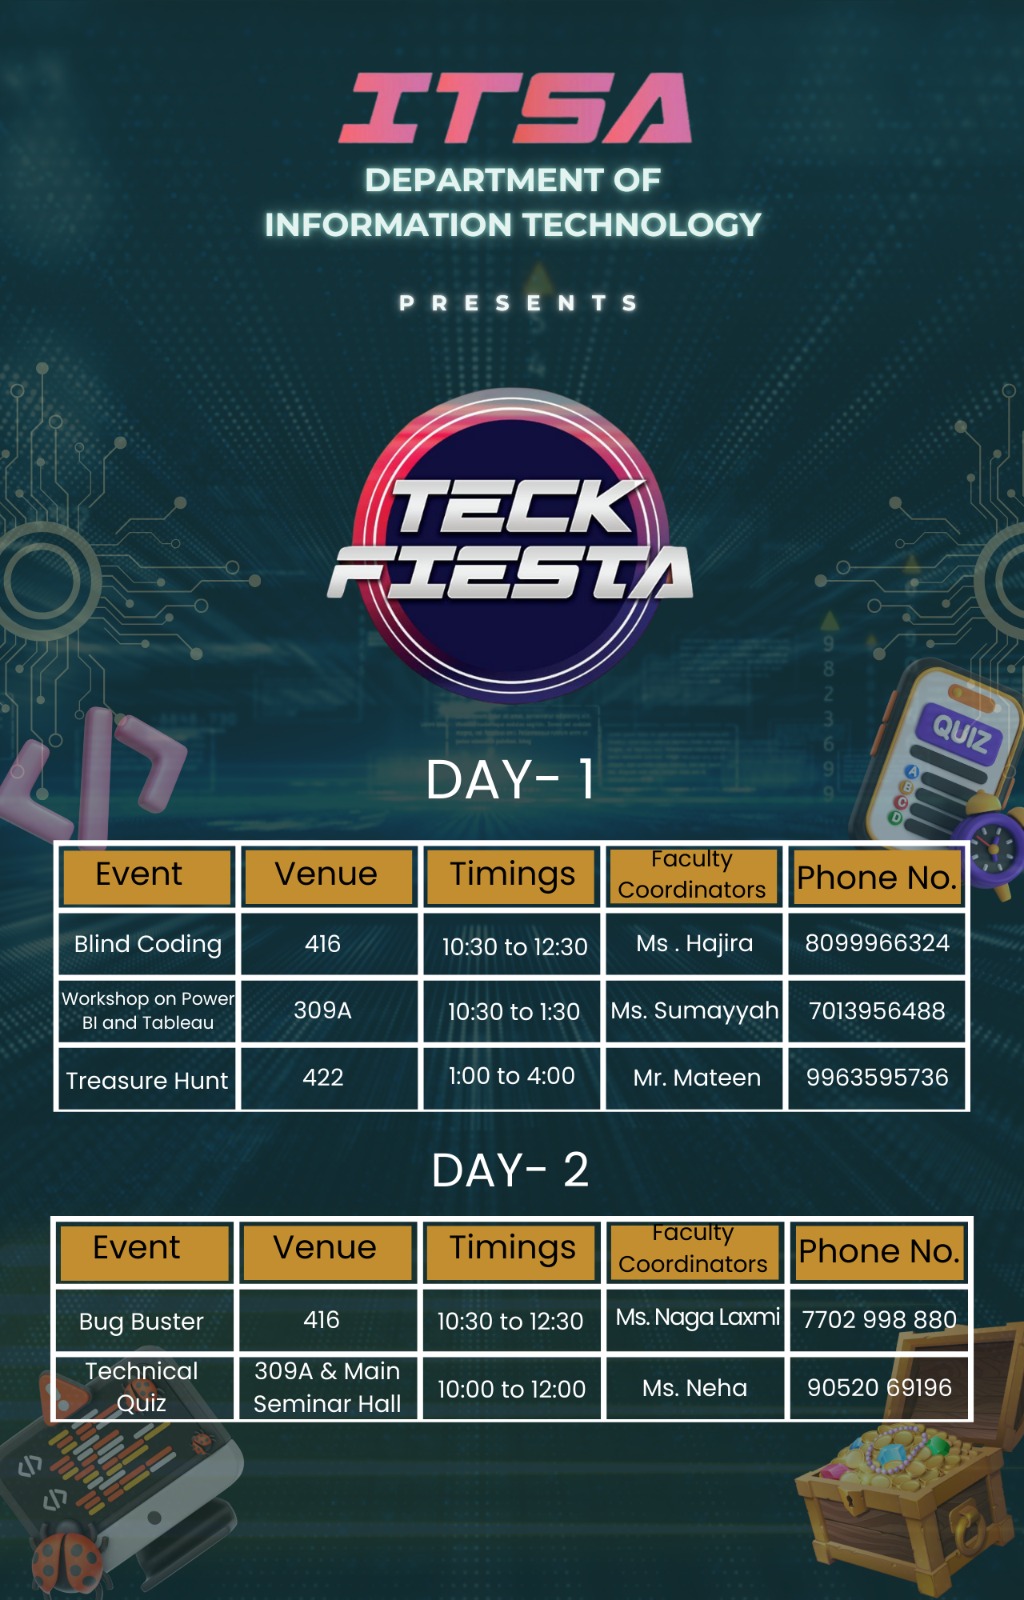 ITSA
DEPARTMENT OF
INFORMATION TECHNOLOGY
PRESENTS
TECK
FIESTA
QUIZ
A
B
C
D
DAY- 1
Event Venue Timings Faculty Coordinators Phone No.
Blind Coding 416 10:30 to 12:30 Ms . Hajira 8099966324
Workshop on Power BI and Tableau 309A 10:30 to 1:30 Ms. Sumayyah 7013956488
Treasure Hunt 422 1:00 to 4:00 Mr. Mateen 9963595736
DAY- 2
Event Venue Timings Faculty Coordinators Phone No.
Bug Buster 416 10:30 to 12:30 Ms. Naga Laxmi 7702 998 880
Technical Quiz 309A & Main Seminar Hall 10:00 to 12:00 Ms. Neha 90520 69196